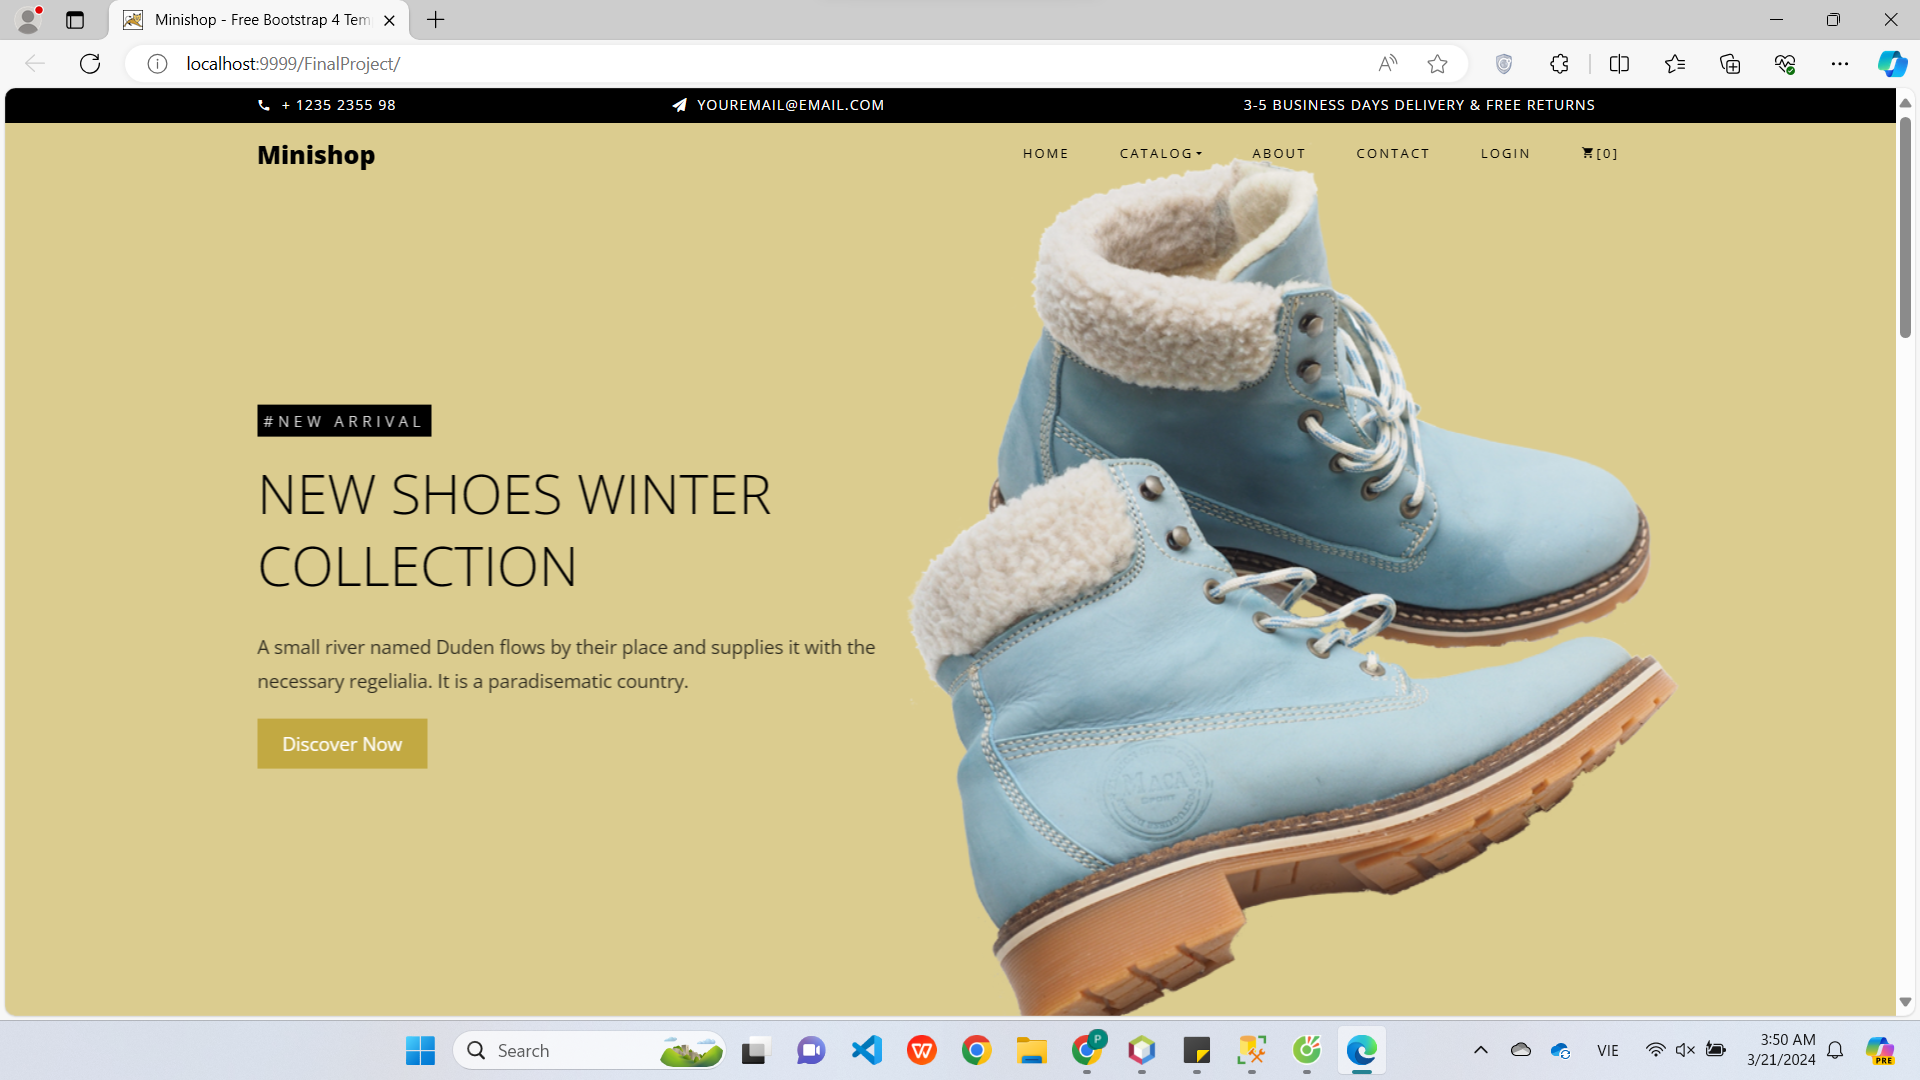 Minishop - Free Bootstrap 4 Tem
localhost:9999/FinalProject/
+ 1235 2355 98
YOUREMAIL@EMAIL.COM
3-5 BUSINESS DAYS DELIVERY & FREE RETURNS
Minishop
HOME
CATALOG
ABOUT
CONTACT
LOGIN
[0]
#NEW ARRIVAL
NEW SHOES WINTER
COLLECTION
A small river named Duden flows by their place and supplies it with the
necessary regelialia. It is a paradisematic country.
Discover Now
MACA
Search
P
VIE
3:50 AM
3/21/2024
PRE